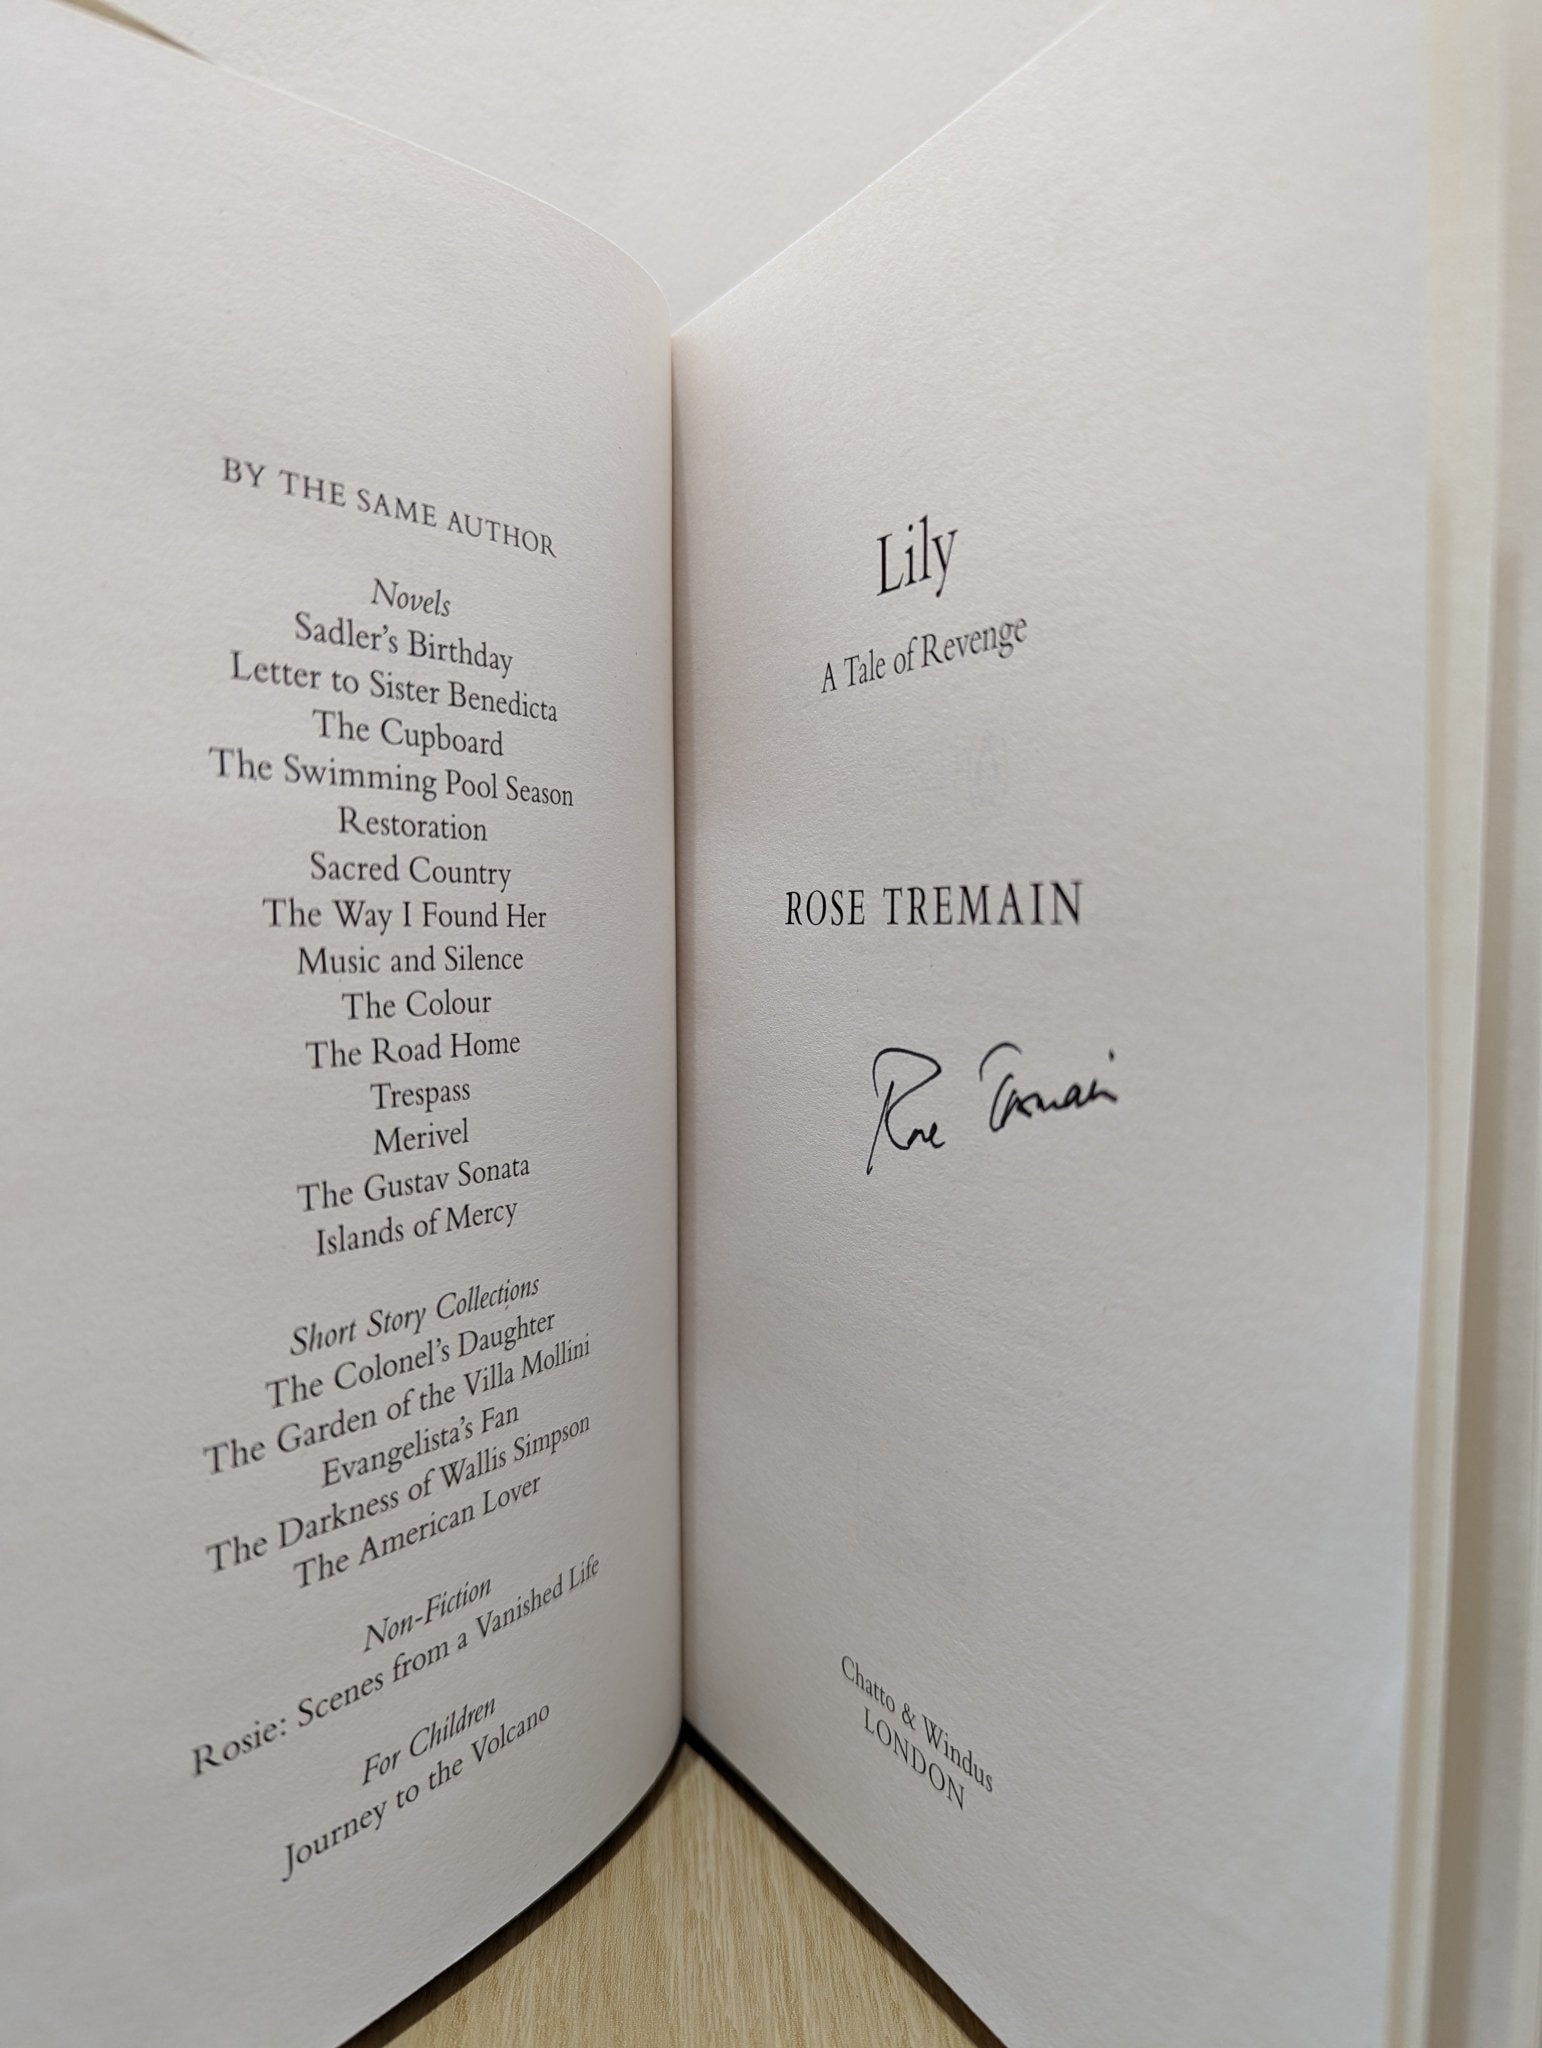 BY THE SAME AUTHOR
Novels
Sadler's Birthday
Letter to Sister Benedicta
The Cupboard
The Swimming Pool Season
Restoration
Sacred Country
The Way I Found Her
Music and Silence
The Colour
The Road Home
Trespass
Merivel
The Gustav Sonata
Islands of Mercy
Short Story Collections
The Colonel's Daughter
The Garden of the Villa Mollini
Evangelista's Fan
The Darkness of Wallis Simpson
The American Lover
Non-Fiction
Rosie: Scenes from a Vanished Life
For Children
Journey to the Volcano
Lily
A Tale of Revenge
ROSE TREMAIN
Rose Tremain
Chatto & Windus
LONDON